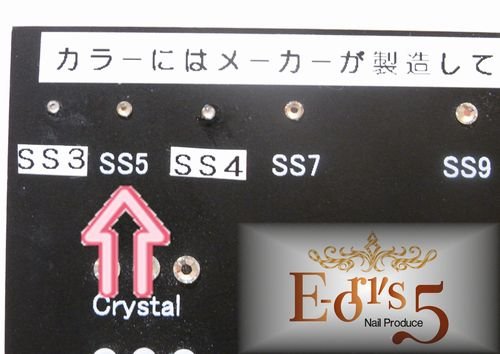 カラーにはメーカーが製造して
SS3 SS5 SS4 SS7 SS9
Crystal
E-ori's 5
Nail Produce